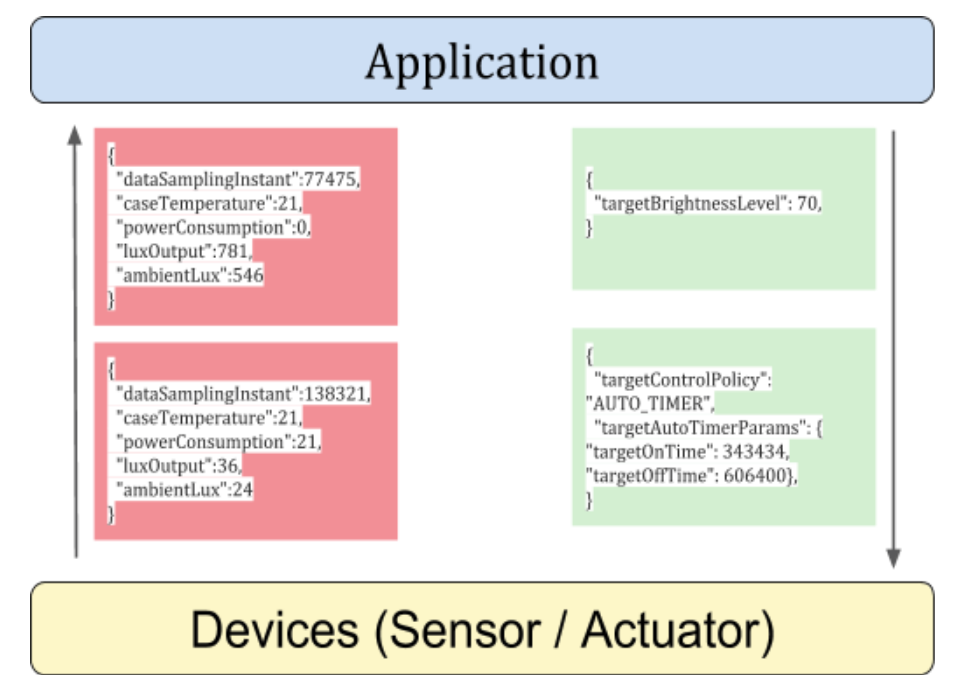 Application
{
"dataSamplingInstant":77475,
"caseTemperature":21,
"powerConsumption":0,
"luxOutput":781,
"ambientLux":546
}
{
"dataSamplingInstant":138321,
"caseTemperature":21,
"powerConsumption":21,
"luxOutput":36,
"ambientLux":24
}
{
"targetBrightnessLevel": 70,
}
{
"targetControlPolicy":
"AUTO_TIMER",
"targetAutoTimerParams": {
"targetOnTime": 343434,
"targetOffTime": 606400},
}
Devices (Sensor / Actuator)